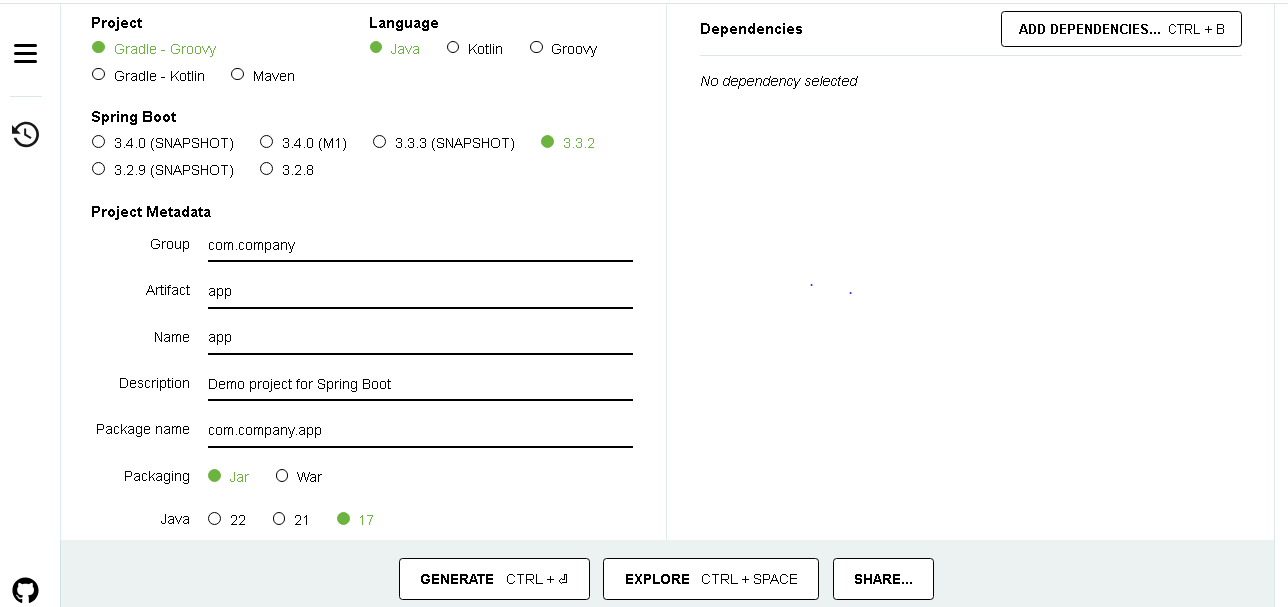 Project
Gradle - Groovy
Gradle - Kotlin Maven
Language
Java Kotlin Groovy
Spring Boot
3.4.0 (SNAPSHOT) 3.4.0 (M1) 3.3.3 (SNAPSHOT) 3.3.2
3.2.9 (SNAPSHOT) 3.2.8
Project Metadata
Group com.company
Artifact app
Name app
Description Demo project for Spring Boot
Package name com.company.app
Packaging Jar War
Java 22 21 17
Dependencies ADD DEPENDENCIES... CTRL + B
No dependency selected
GENERATE CTRL + ⏎ EXPLORE CTRL + SPACE SHARE...